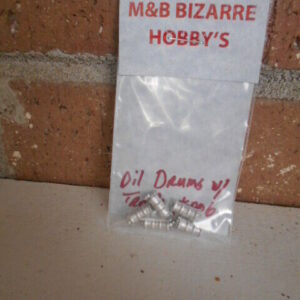 M&B BIZARRE
HOBBY'S
Oil Drums w/